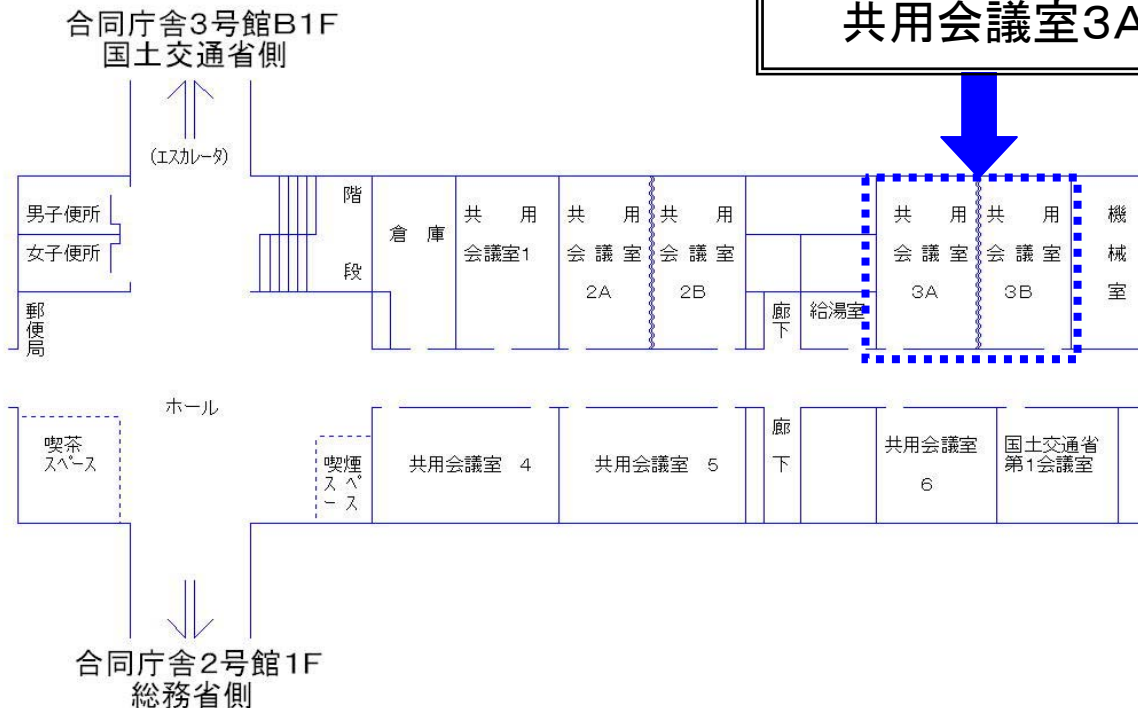 合同庁舎3号館B1F
国土交通省側
共用会議室3A
(エスカレータ)
男子便所
女子便所
郵便局
階段
倉庫
共用
会議室1
共用
会議室
2A
共用
会議室
2B
廊下
給湯室
共用
会議室
3A
共用
会議室
3B
機械室
ホール
喫茶
スペース
喫煙
スペ
ース
共用会議室 4
共用会議室 5
廊下
共用会議室
6
国土交通省
第1会議室
合同庁舎2号館1F
総務省側